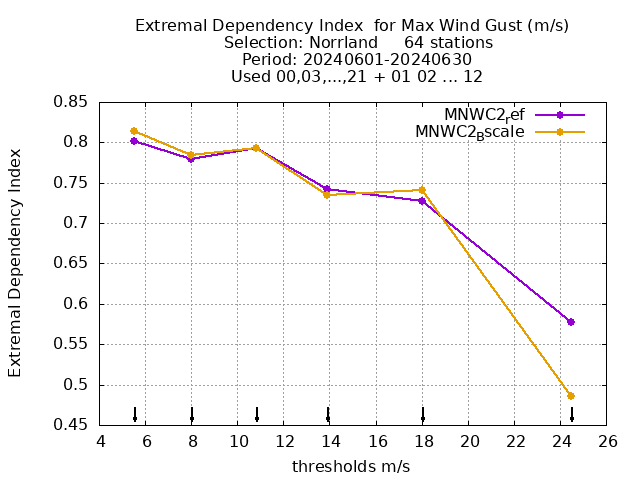 Extremal Dependency Index  for Max Wind Gust (m/s)
Selection: Norrland     64 stations
Period: 20240601-20240630
Used 00,03,...,21 + 01 02 ... 12
MNWC2_ref
MNWC2_Bscale
Extremal Dependency Index
0.85
0.8
0.75
0.7
0.65
0.6
0.55
0.5
0.45
4 6 8 10 12 14 16 18 20 22 24 26
thresholds m/s